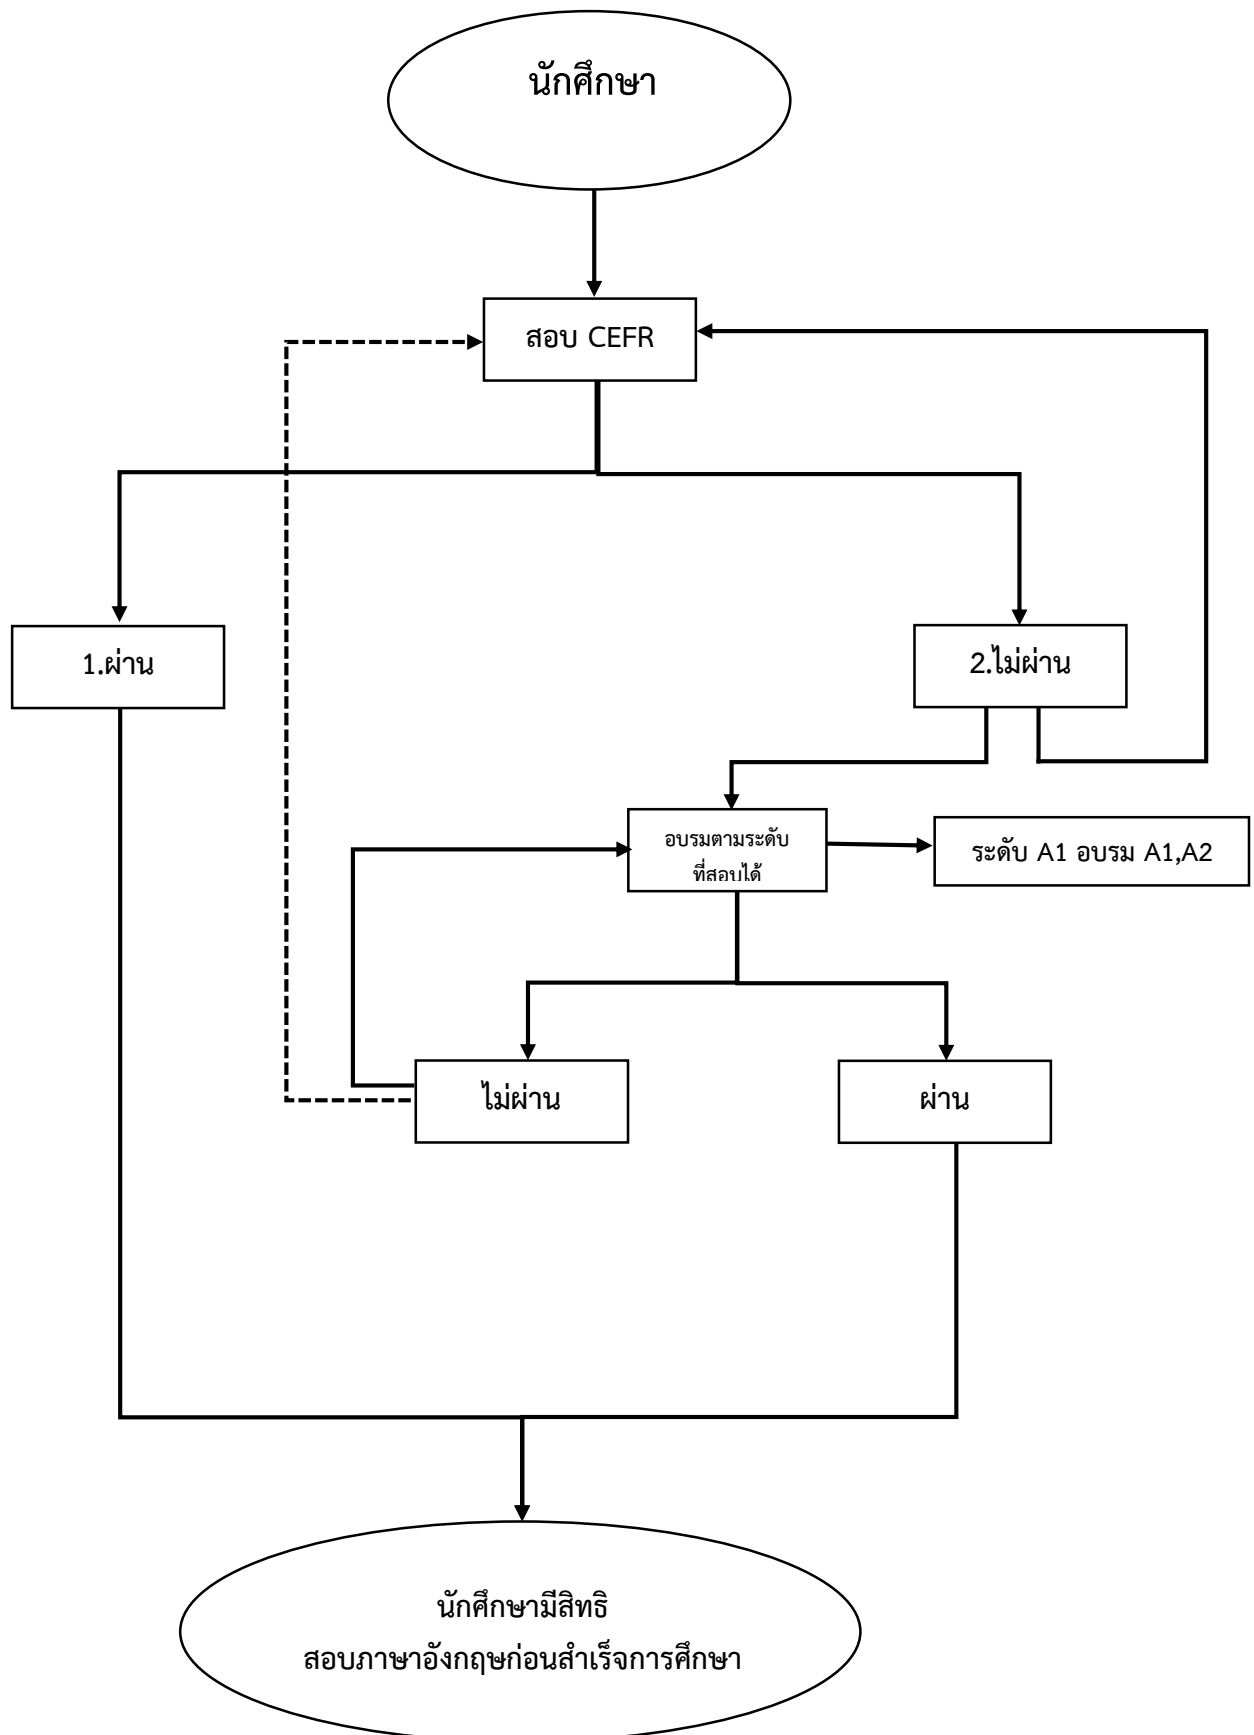 นักศึกษา
สอบ CEFR
1.ผ่าน
2.ไม่ผ่าน
อบรมตามระดับ
ที่สอบได้
ระดับ A1 อบรม A1,A2
ไม่ผ่าน
ผ่าน
นักศึกษามีสิทธิ
สอบภาษาอังกฤษก่อนสำเร็จการศึกษา